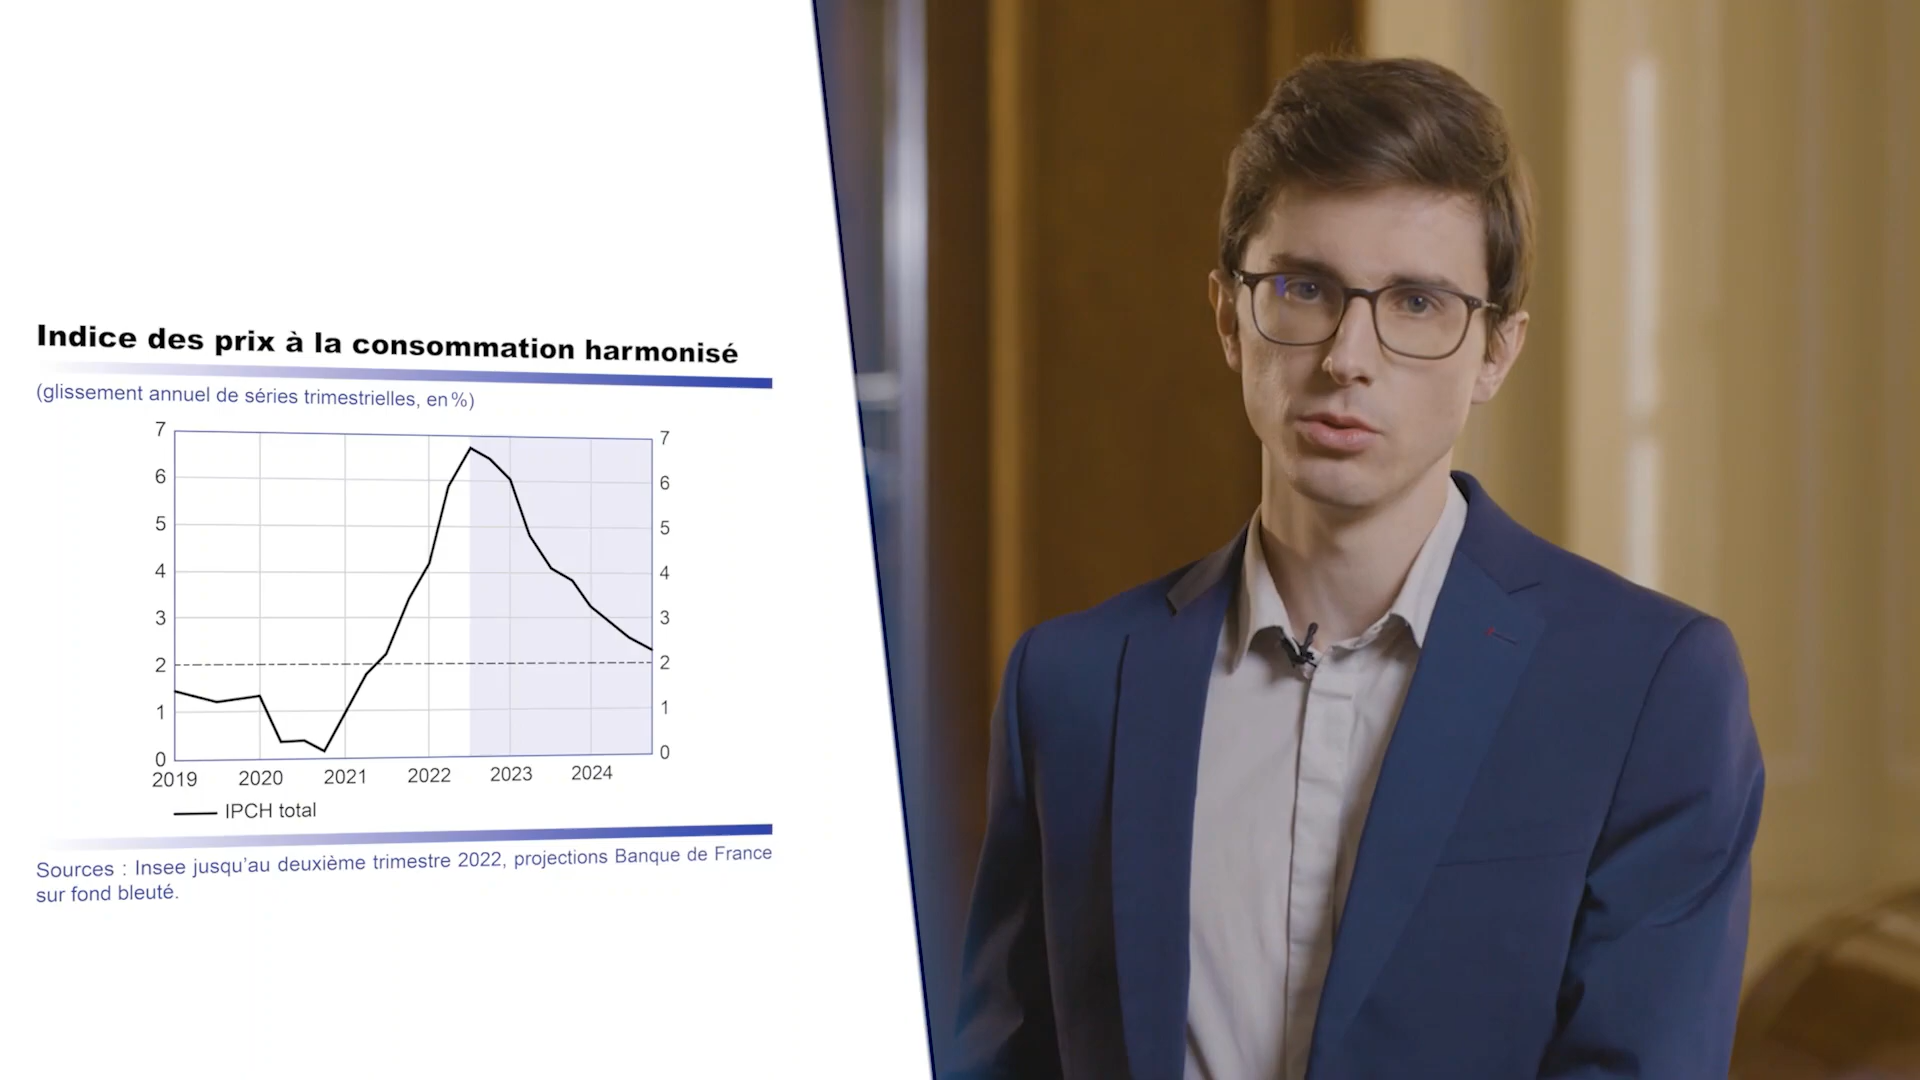 Indice des prix à la consommation harmonisé
(glissement annuel de séries trimestrielles, en %)
7
7
6
6
5
5
4
4
3
3
2
2
1
1
0
0
2019 2020 2021 2022 2023 2024
IPCH total
Sources : Insee jusqu'au deuxième trimestre 2022, projections Banque de France
sur fond bleuté.